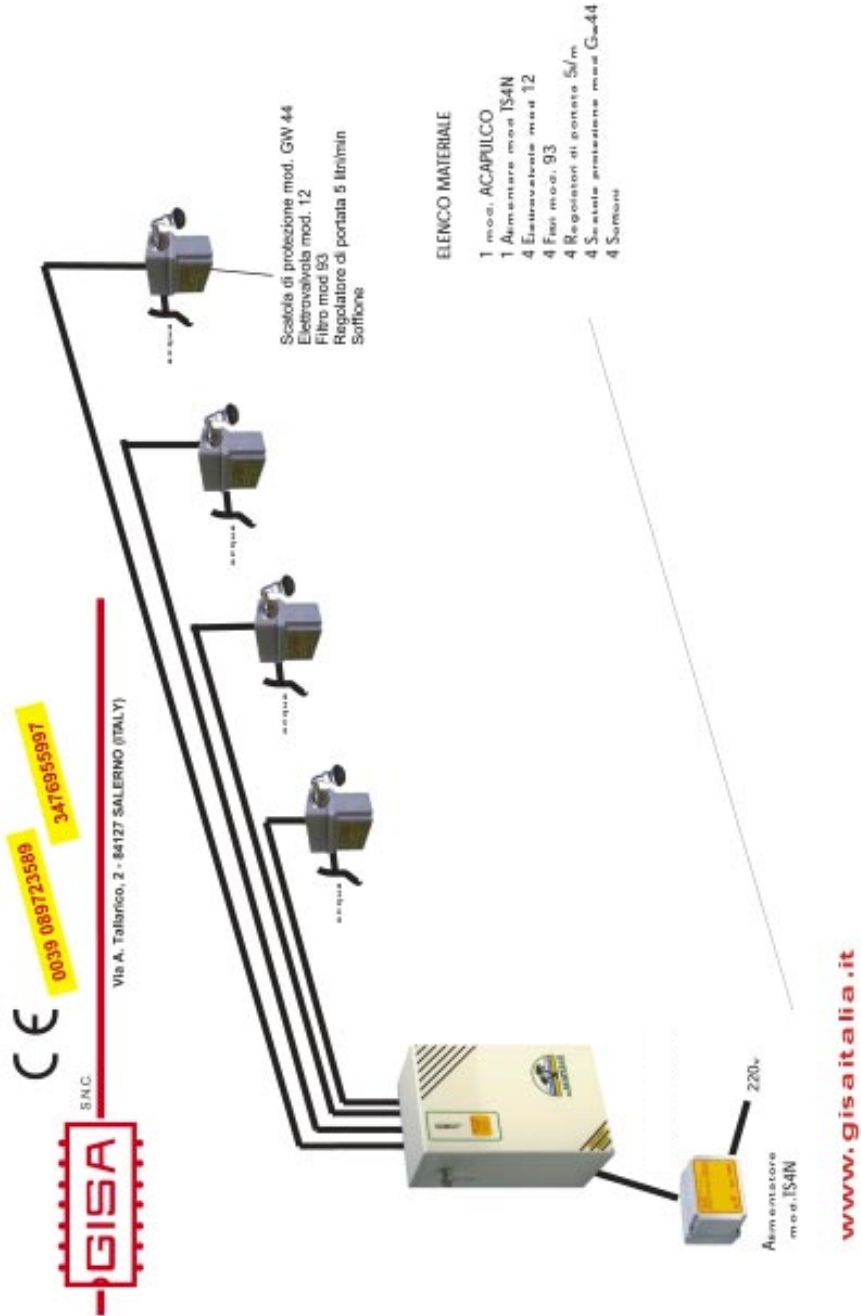 GISA
S.N.C.
CE
0039 089723589
3476955997
Via A. Tallarico, 2 - 84127 SALERNO (ITALY)
acqua
acqua
acqua
acqua
Scatola di protezione mod. GW 44
Elettrovalvola mod. 12
Filtro mod 93
Regolatore di portata 5 litri/min
Soffione
ELENCO MATERIALE
1 mod. ACAPULCO
1 Alimentare mod TS4N
4 Elettrovalvole mod 12
4 Filtri mod. 93
4 Regolatori di portata 5l/m
4 Scatole protezione mod Gw44
4 Soffioni
220v
Alimentatore
mod.TS4N
www.gisaitalia.it